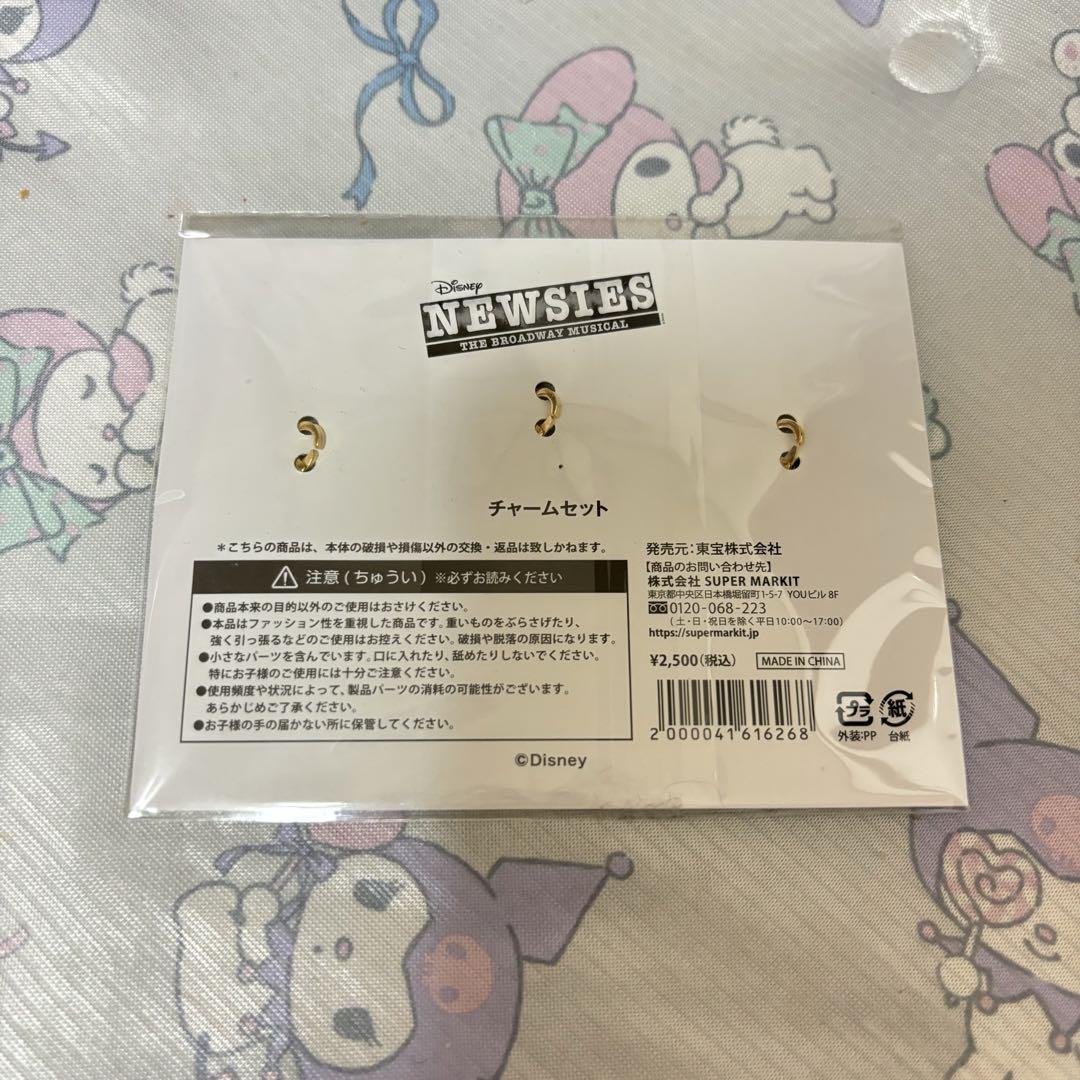 Disney
NEWSIES
THE BROADWAY MUSICAL
チャームセット
*こちらの商品は、本体の破損や損傷以外の交換・返品は致しかねます。
注意(ちゅうい) ※必ずお読みください
●商品本来の目的以外のご使用はおさけください。
●本品はファッション性を重視した商品です。重いものをぶらさげたり、
強く引っ張るなどのご使用はお控えください。破損や脱落の原因になります。
●小さなパーツを含んでいます。口に入れたり、舐めたりしないでください。
特にお子様のご使用には十分ご注意ください。
●使用頻度や状況によって、製品パーツの消耗の可能性がございます。
あらかじめご了承ください。
●お子様の手の届かない所に保管してください。
発売元:東宝株式会社
【商品のお問い合わせ先】
株式会社 SUPER MARKIT
東京都中央区日本橋堀留町1-5-7 YOUビル 8F
0120-068-223
(土・日・祝日を除く平日10:00〜17:00)
https://supermarkit.jp
¥2,500(税込) MADE IN CHINA
2000041616268
プラ 紙
外装:PP 台紙
©Disney